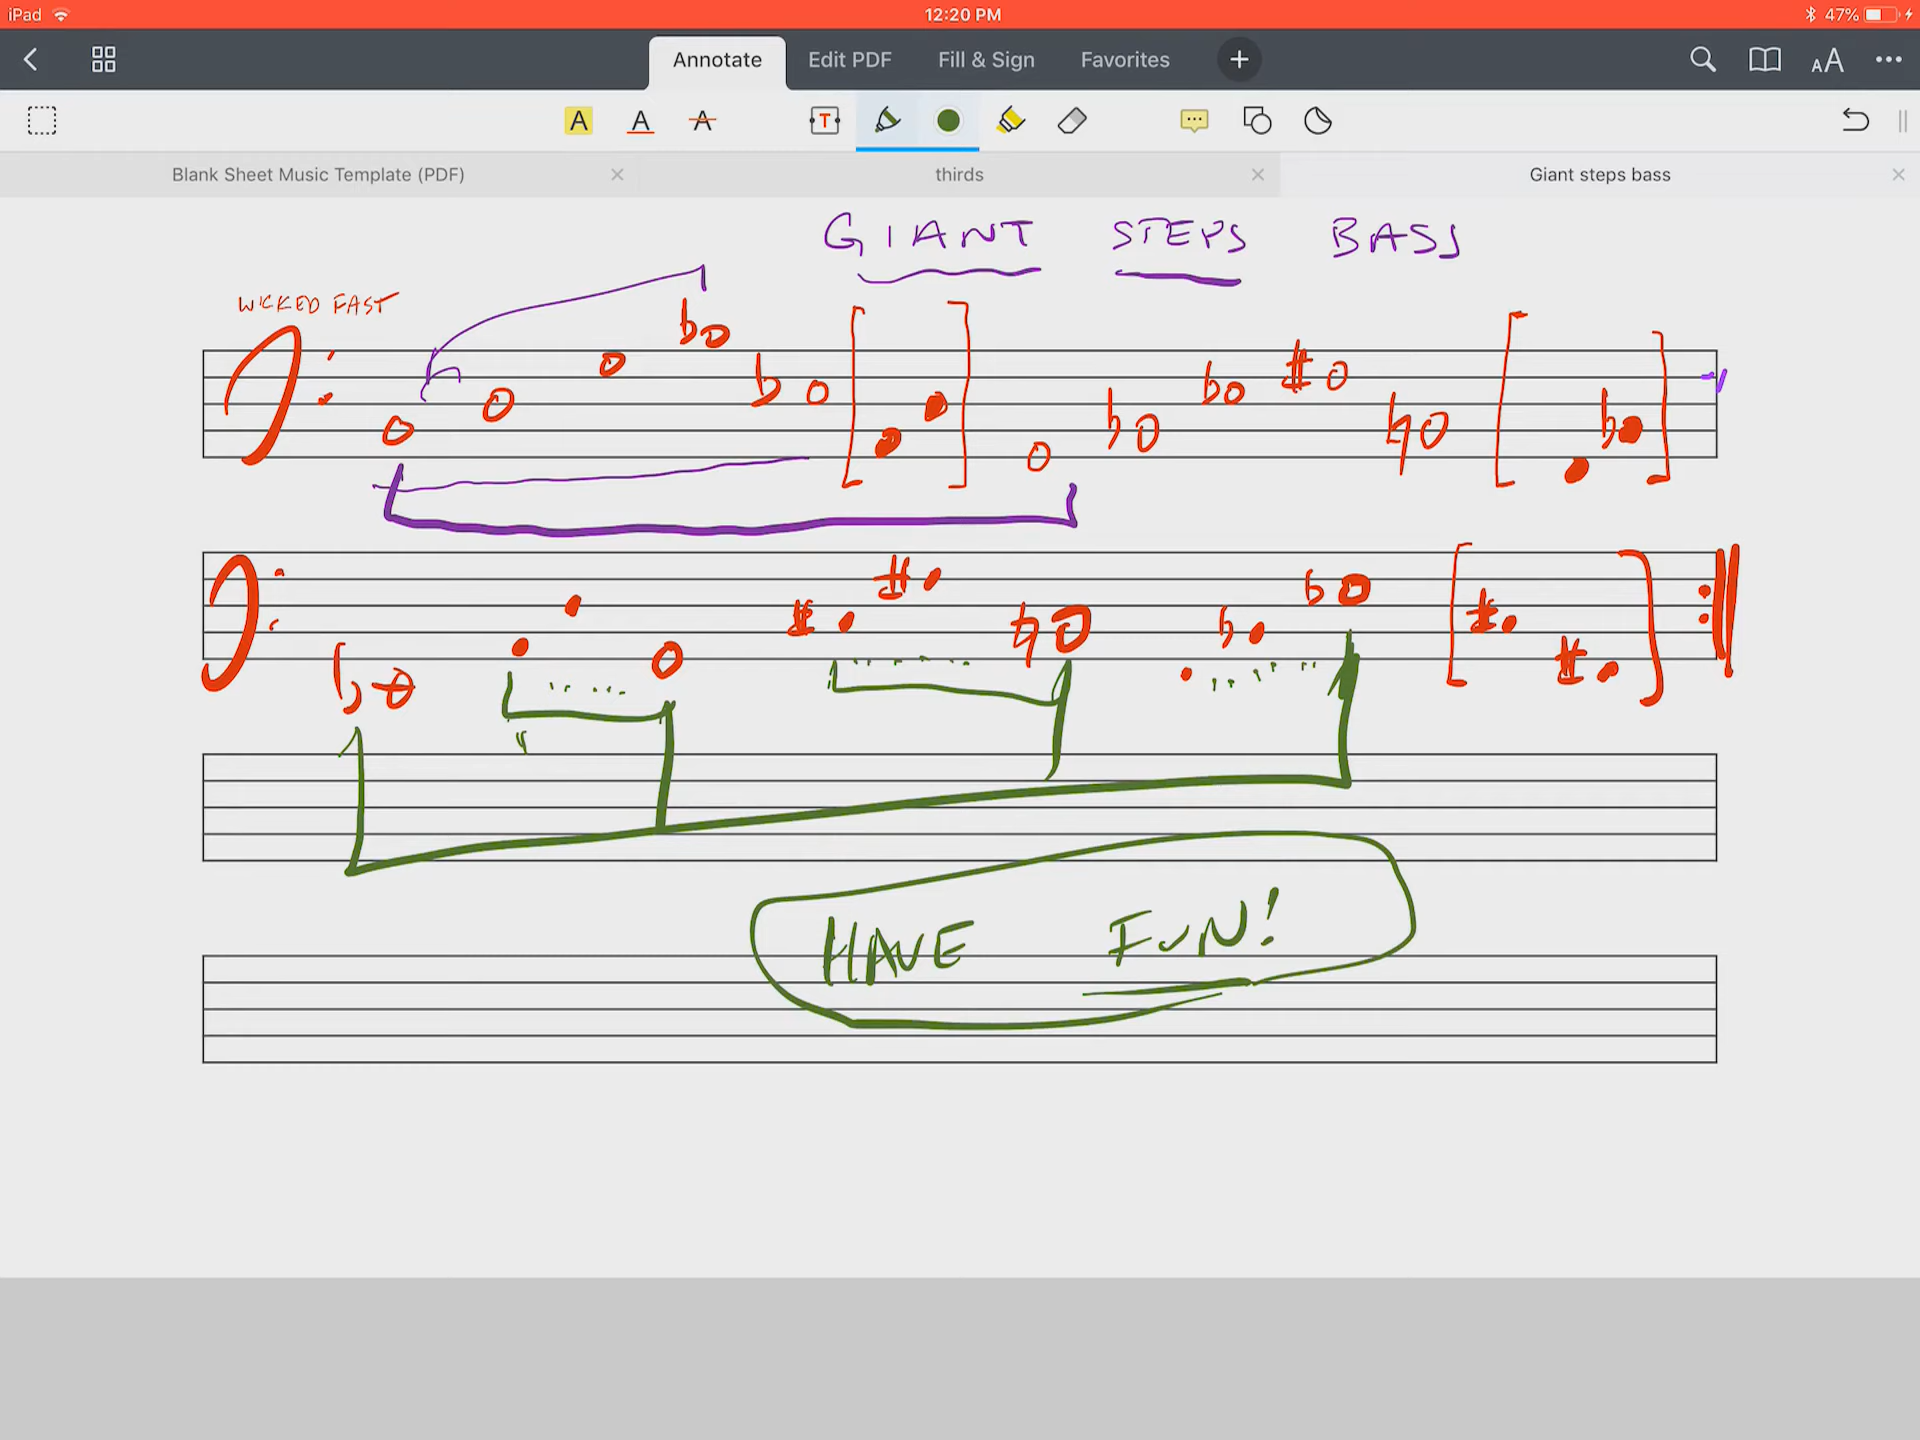 iPad 12:20 PM 47%
Annotate Edit PDF Fill & Sign Favorites + AA
A A A T
Blank Sheet Music Template (PDF) thirds Giant steps bass
GIANT STEPS BASS
WICKED FAST
HAVE FUN!